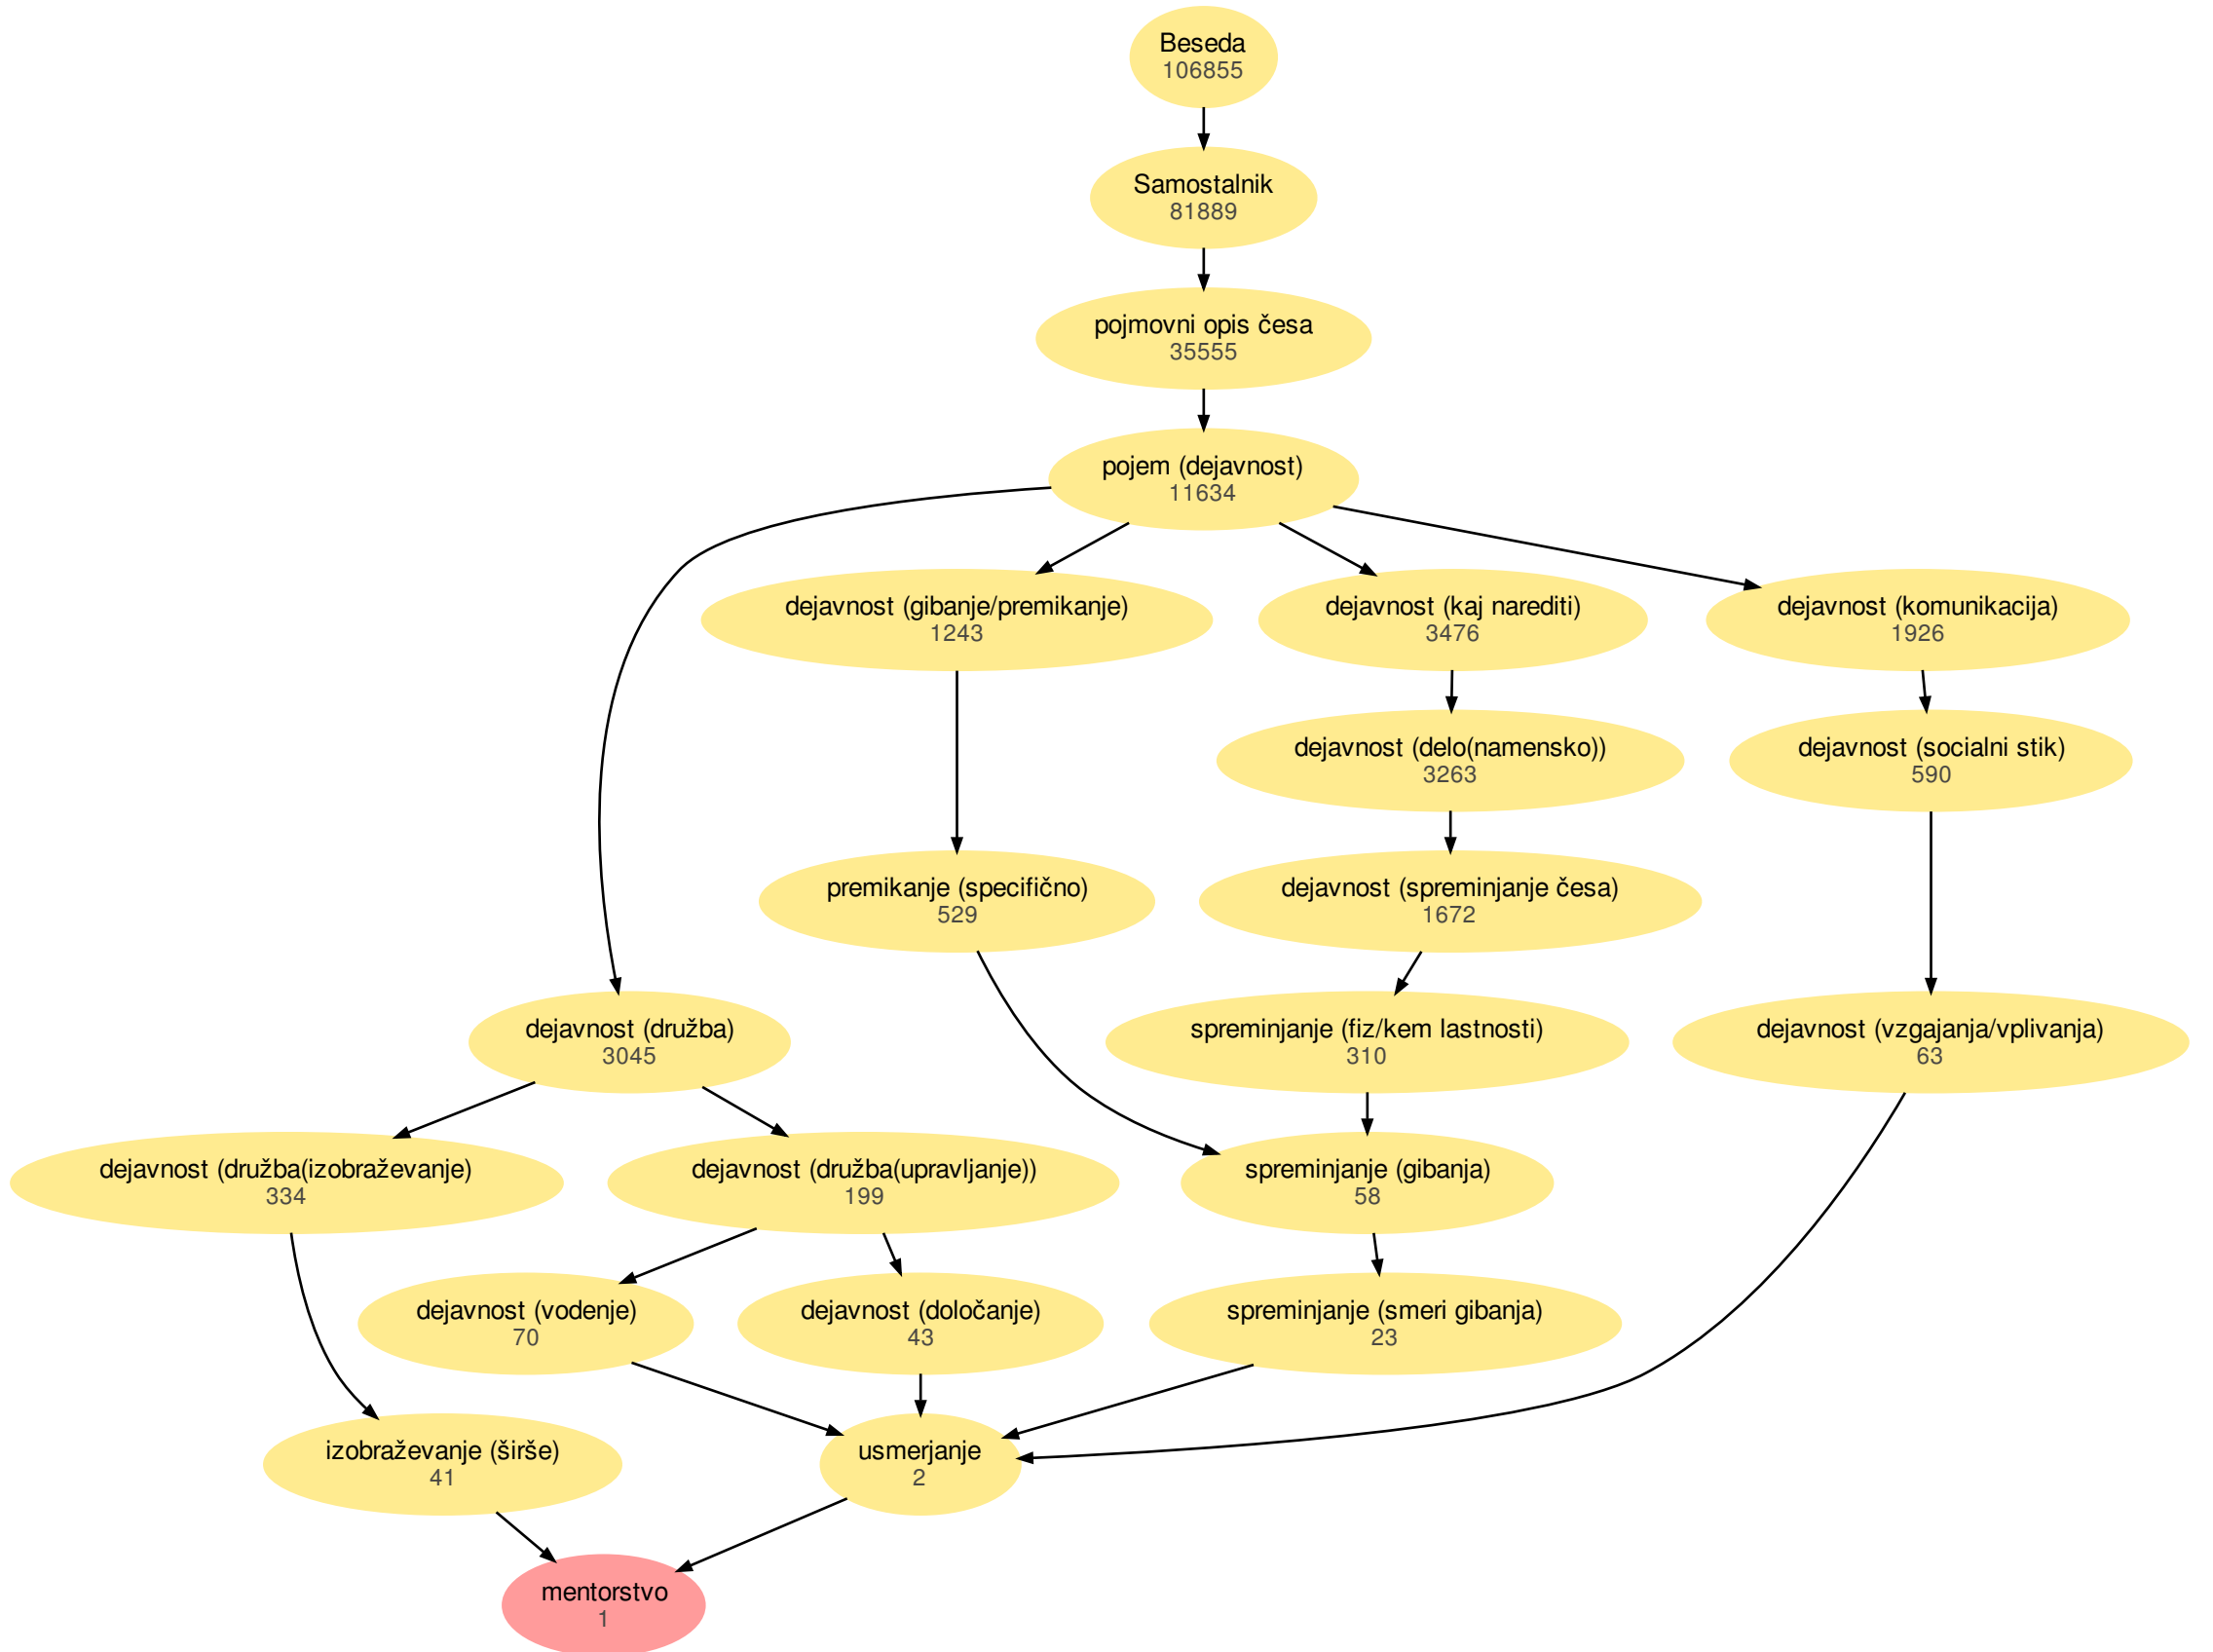 Beseda
106855
Samostalnik
81889
pojmovni opis česa
35555
pojem (dejavnost)
11634
dejavnost (gibanje/premikanje)
1243
dejavnost (kaj narediti)
3476
dejavnost (komunikacija)
1926
dejavnost (delo(namensko))
3263
dejavnost (socialni stik)
590
premikanje (specifično)
529
dejavnost (spreminjanje česa)
1672
dejavnost (družba)
3045
spreminjanje (fiz/kem lastnosti)
310
dejavnost (vzgajanja/vplivanja)
63
dejavnost (družba(izobraževanje)
334
dejavnost (družba(upravljanje))
199
spreminjanje (gibanja)
58
dejavnost (vodenje)
70
dejavnost (določanje)
43
spreminjanje (smeri gibanja)
23
izobraževanje (širše)
41
usmerjanje
2
mentorstvo
1